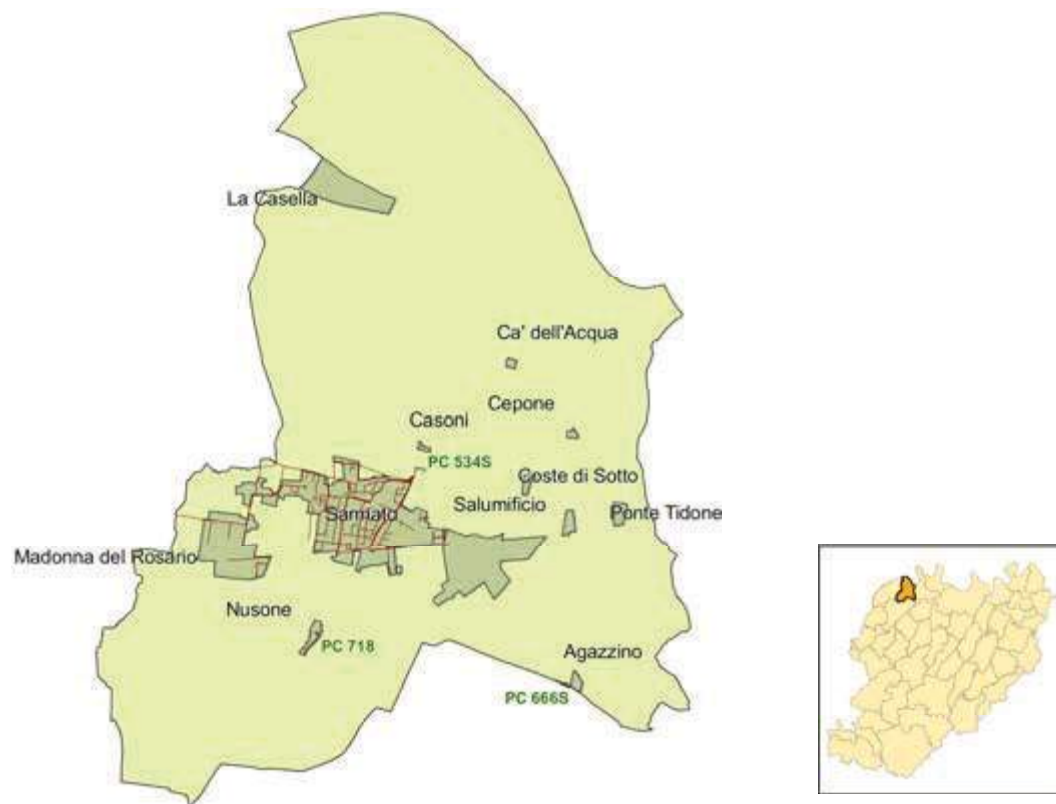 La Casella
Ca' dell'Acqua
Cepone
Casoni
PC 534S
Coste di Sotto
Salumificio
Sarmato
Ponte Tidone
Madonna del Rosario
Nusone
PC 718
Agazzino
PC 666S